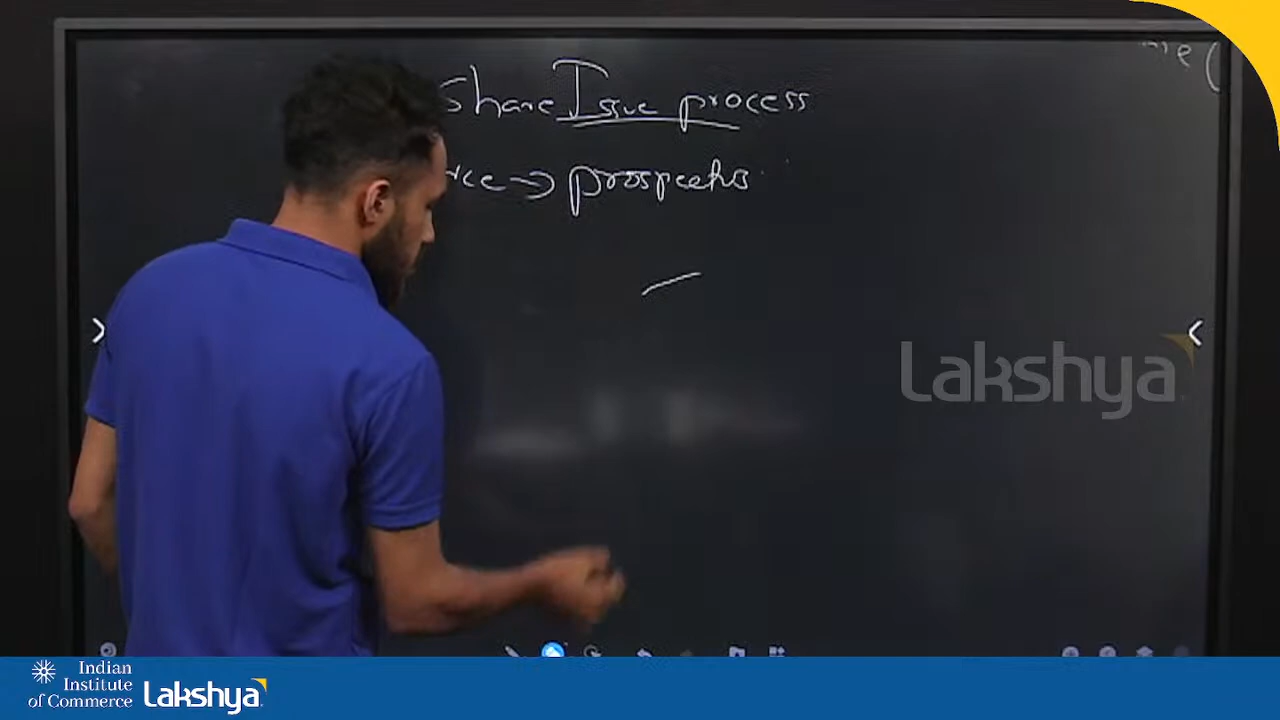 Share Issue process
→ prospects
Lakshya
Indian
Institute
of Commerce Lakshya